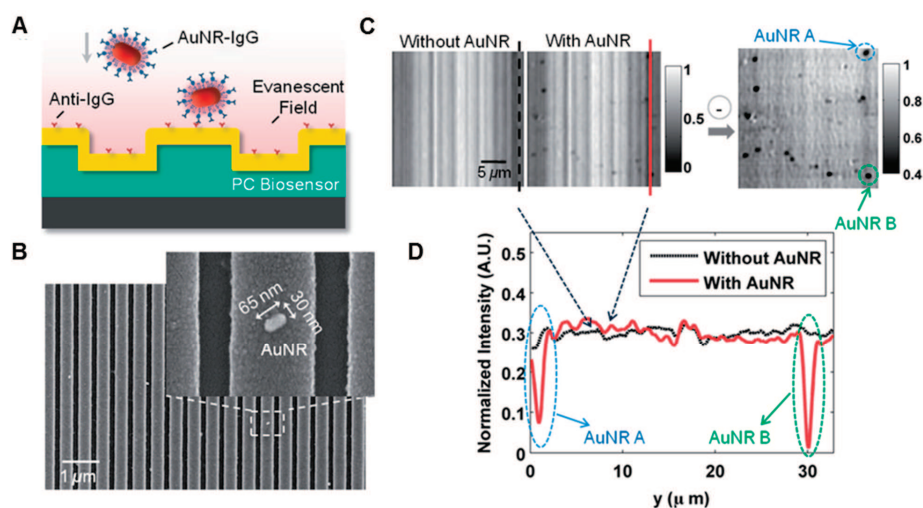 A
AuNR-IgG
Anti-IgG
Evanescent
Field
PC Biosensor
B
65 nm
30 nm
AuNR
1 µm
C
Without AuNR
With AuNR
5 µm
1
0.5
0
-
AuNR A
1
0.8
0.6
0.4
AuNR B
D
Normalized Intensity (A.U.)
0.5
0.4
0.3
0.2
0.1
0
Without AuNR
With AuNR
AuNR A
AuNR B
0
10
20
30
y (μ m)